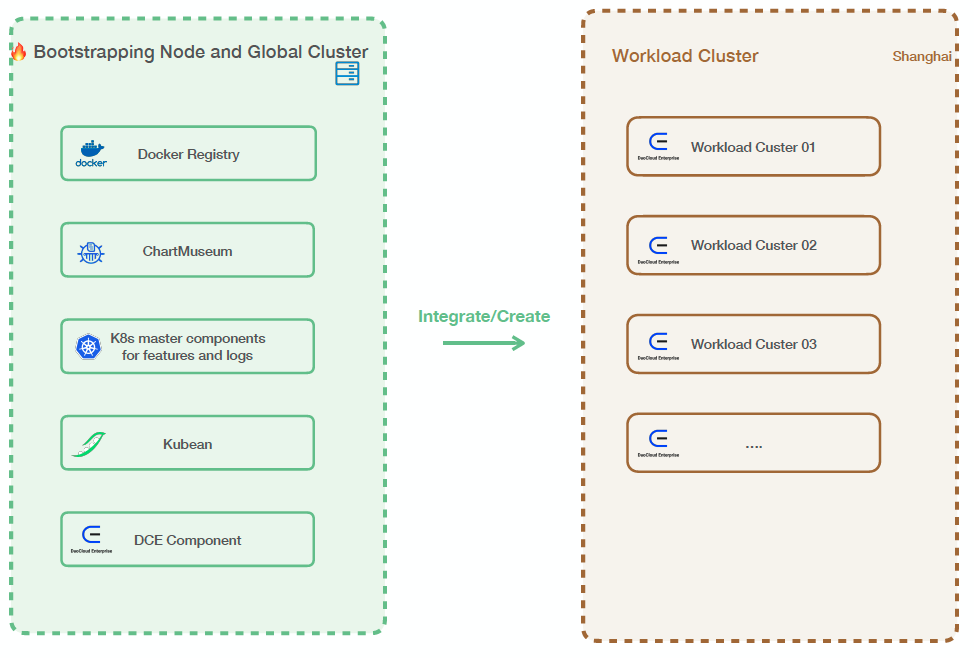 Bootstrapping Node and Global Cluster
docker
Docker Registry
ChartMuseum
K8s master components
for features and logs
Kubean
DaoCloud Enterprise
DCE Component
Integrate/Create
Workload Cluster
Shanghai
DaoCloud Enterprise
Workload Custer 01
DaoCloud Enterprise
Workload Custer 02
DaoCloud Enterprise
Workload Custer 03
DaoCloud Enterprise
....